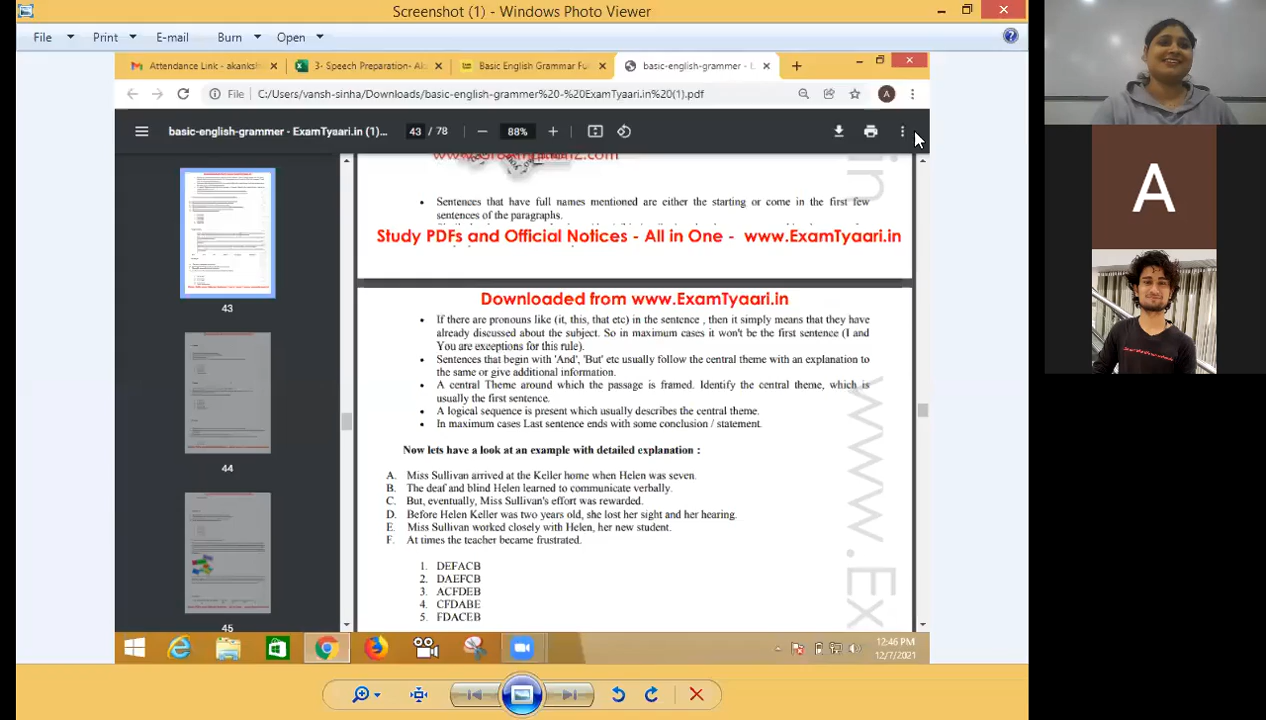 Screenshot (1) - Windows Photo Viewer
File Print E-mail Burn Open
Attendance Link - akanksh
3- Speech Preparation- Ak
Basic English Grammar Ful
basic-english-grammer - E
File C:/Users/vansh-sinha/Downloads/basic-english-grammer%20-%20ExamTyaari.in%20(1).pdf
A
basic-english-grammer - ExamTyaari.in (1)... 43 / 78 88%
• Sentences that have full names mentioned are either the starting or come in the first few
sentences of the paragraphs.
Study PDFs and Official Notices - All in One - www.ExamTyaari.in
Downloaded from www.ExamTyaari.in
• If there are pronouns like (it, this, that etc) in the sentence , then it simply means that they have
already discussed about the subject. So in maximum cases it won't be the first sentence (I and
You are exceptions for this rule).
• Sentences that begin with 'And', 'But' etc usually follow the central theme with an explanation to
the same or give additional information.
• A central Theme around which the passage is framed. Identify the central theme, which is
usually the first sentence.
• A logical sequence is present which usually describes the central theme.
• In maximum cases Last sentence ends with some conclusion / statement.
Now lets have a look at an example with detailed explanation :
A. Miss Sullivan arrived at the Keller home when Helen was seven.
B. The deaf and blind Helen learned to communicate verbally.
C. But, eventually, Miss Sullivan's effort was rewarded.
D. Before Helen Keller was two years old, she lost her sight and her hearing.
E. Miss Sullivan worked closely with Helen, her new student.
F. At times the teacher became frustrated.
1. DEFACB
2. DAEFCB
3. ACFDEB
4. CFDABE
5. FDACEB
in
www.Ex
43
44
45
12:46 PM
12/7/2021
A